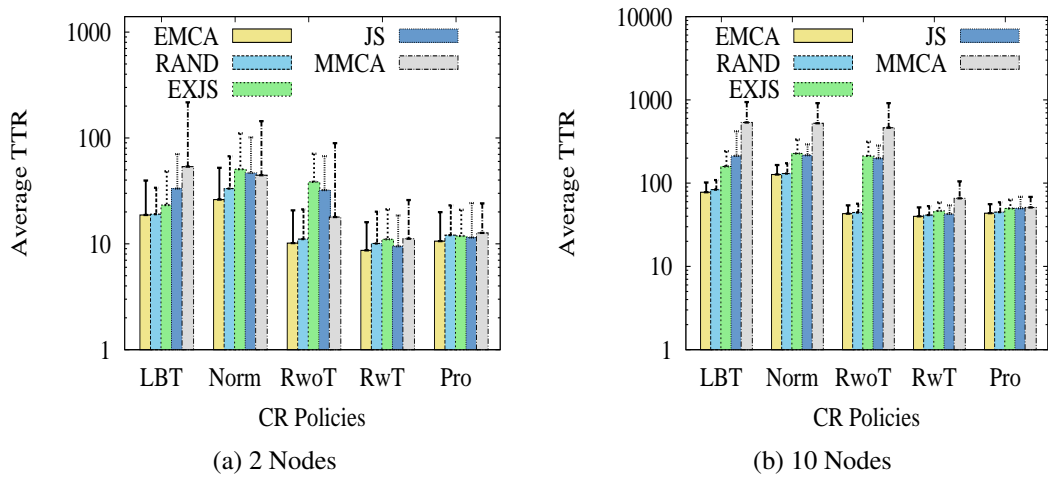 1000
100
10
1
Average TTR
EMCA
RAND
EXJS
JS
MMCA
LBT Norm RwoT RwT Pro
CR Policies
(a) 2 Nodes
10000
1000
100
10
1
Average TTR
EMCA
RAND
EXJS
JS
MMCA
LBT Norm RwoT RwT Pro
CR Policies
(b) 10 Nodes